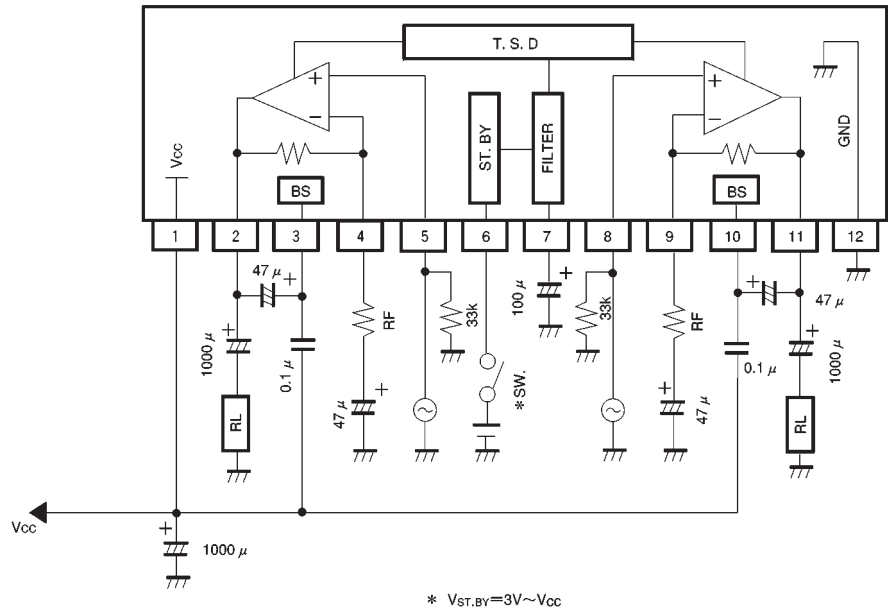 T. S. D
+
+
−
−
ST. BY
FILTER
GND
Vcc
BS
BS
1
2
3
4
5
6
7
8
9
10
11
12
47 μ
+
+
47 μ
1000 μ
+
0.1 μ
RF
33k
100 μ
+
33k
RF
0.1 μ
+
1000 μ
* SW.
RL
47 μ
+
+
47 μ
RL
Vcc
+
1000 μ
* VST.BY=3V~VCC